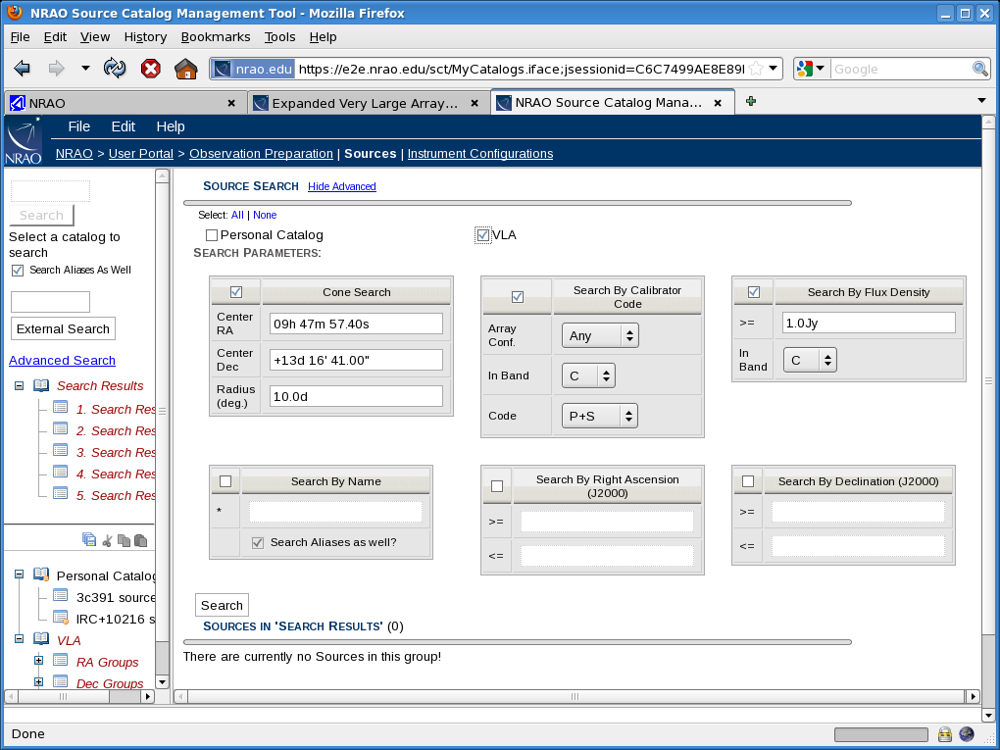 NRAO Source Catalog Management Tool - Mozilla Firefox
File Edit View History Bookmarks Tools Help
nrao.edu https://e2e.nrao.edu/sct/MyCatalogs.iface;jsessionid=C6C7499AE8E89I Google
NRAO Expanded Very Large Array... NRAO Source Catalog Mana...
NRAO
File Edit Help
NRAO > User Portal > Observation Preparation | Sources | Instrument Configurations
Search
Select a catalog to
search
Search Aliases As Well
External Search
Advanced Search
Search Results
1. Search Res
2. Search Res
3. Search Res
4. Search Res
5. Search Res
Personal Catalog
3c391 source
IRC+10216 s
VLA
RA Groups
Dec Groups
SOURCE SEARCH Hide Advanced
Select: All | None
Personal Catalog VLA
SEARCH PARAMETERS:
Cone Search
Center
RA
09h 47m 57.40s
Center
Dec
+13d 16' 41.00"
Radius
(deg.)
10.0d
Search By Calibrator
Code
Array
Conf.
Any
In Band C
Code P+S
Search By Flux Density
>= 1.0Jy
In
Band
C
Search By Name
*
Search Aliases as well?
Search By Right Ascension
(J2000)
>=
<=
Search By Declination (J2000)
>=
<=
Search
SOURCES IN 'SEARCH RESULTS' (0)
There are currently no Sources in this group!
Done